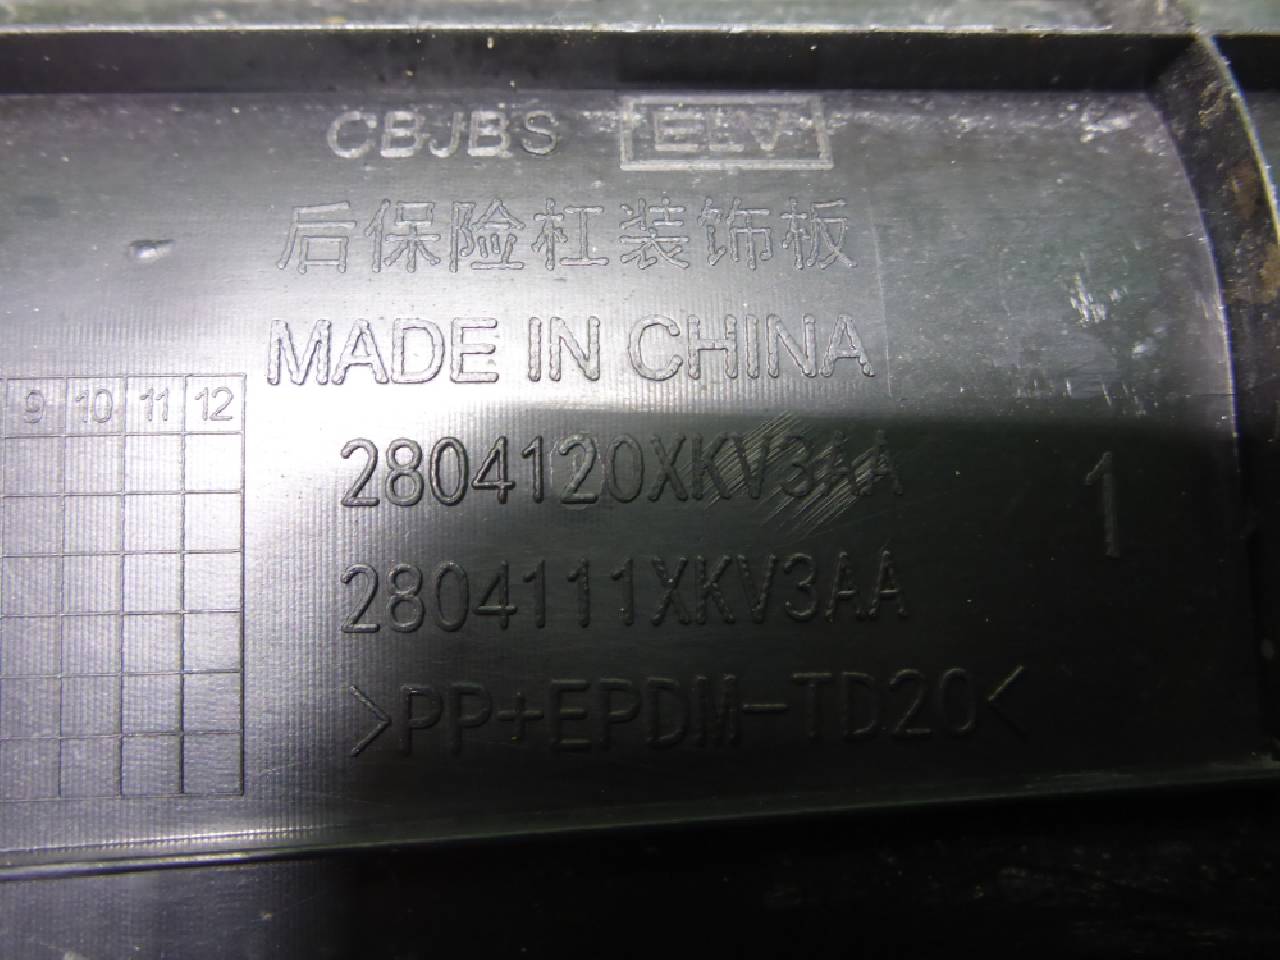 CBJBS ELV
后保险杠装饰板
MADE IN CHINA
9 10 11 12
2804120XKV3AA
1
2804111XKV3AA
>PP+EPDM-TD20<